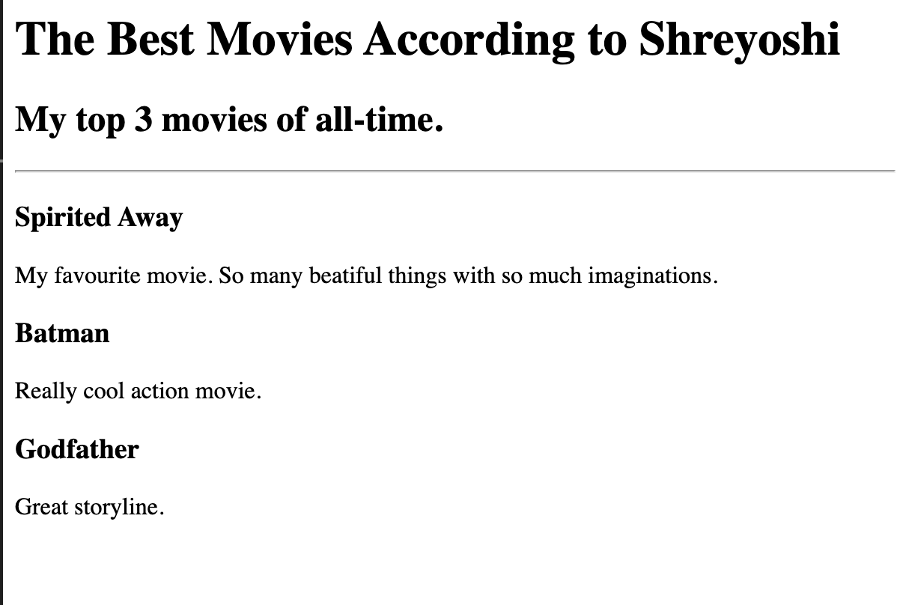 The Best Movies According to Shreyoshi
My top 3 movies of all-time.
Spirited Away
My favourite movie. So many beatiful things with so much imaginations.
Batman
Really cool action movie.
Godfather
Great storyline.